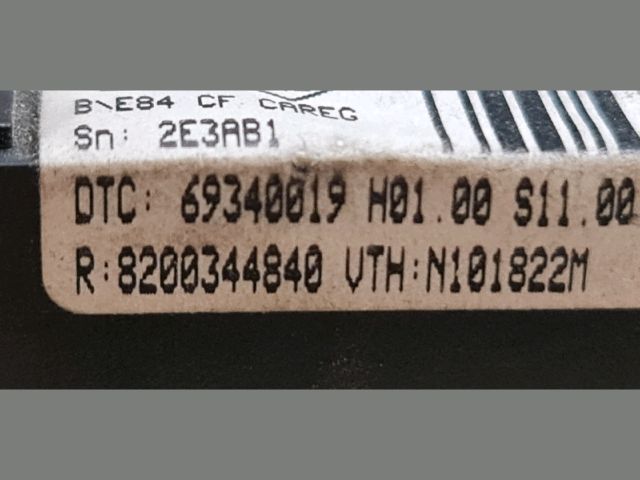 B\E84 CF CAREG
Sn: 2E3AB1
DTC: 69340019 H01.00 S11.00
R:8200344840 VTH:N101822M